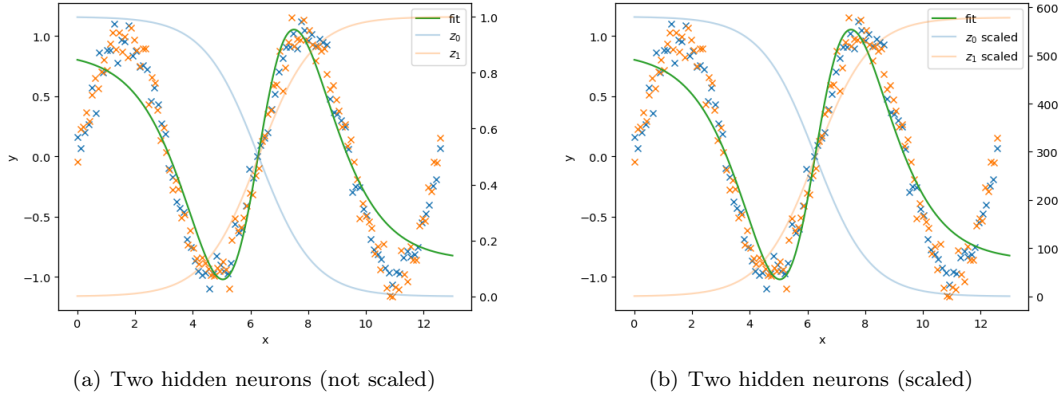 fit
z0
z1
1.0
0.5
0.0
−0.5
−1.0
y
1.0
0.8
0.6
0.4
0.2
0.0
0 2 4 6 8 10 12
x
(a) Two hidden neurons (not scaled)
fit
z0 scaled
z1 scaled
1.0
0.5
0.0
−0.5
−1.0
y
600
500
400
300
200
100
0
0 2 4 6 8 10 12
x
(b) Two hidden neurons (scaled)